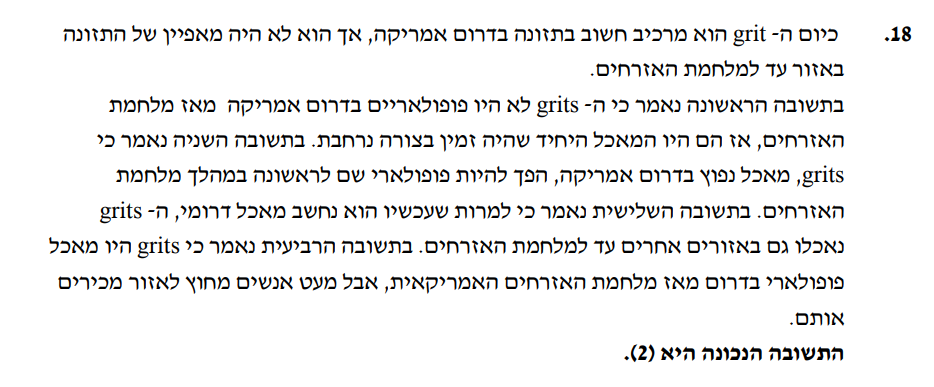 18. כיום ה- grit הוא מרכיב חשוב בתזונה בדרום אמריקה, אך הוא לא היה מאפיין של התזונה
באזור עד למלחמת האזרחים.
בתשובה הראשונה נאמר כי ה- grits לא היו פופולאריים בדרום אמריקה מאז מלחמת
האזרחים, אז הם היו המאכל היחיד שהיה זמין בצורה נרחבת. בתשובה השניה נאמר כי
grits, מאכל נפוץ בדרום אמריקה, הפך להיות פופולארי שם לראשונה במהלך מלחמת
האזרחים. בתשובה השלישית נאמר כי למרות שעכשיו הוא נחשב מאכל דרומי, ה- grits
נאכלו גם באזורים אחרים עד למלחמת האזרחים. בתשובה הרביעית נאמר כי grits היו מאכל
פופולארי בדרום מאז מלחמת האזרחים האמריקאית, אבל מעט אנשים מחוץ לאזור מכירים
אותם.
התשובה הנכונה היא (2).